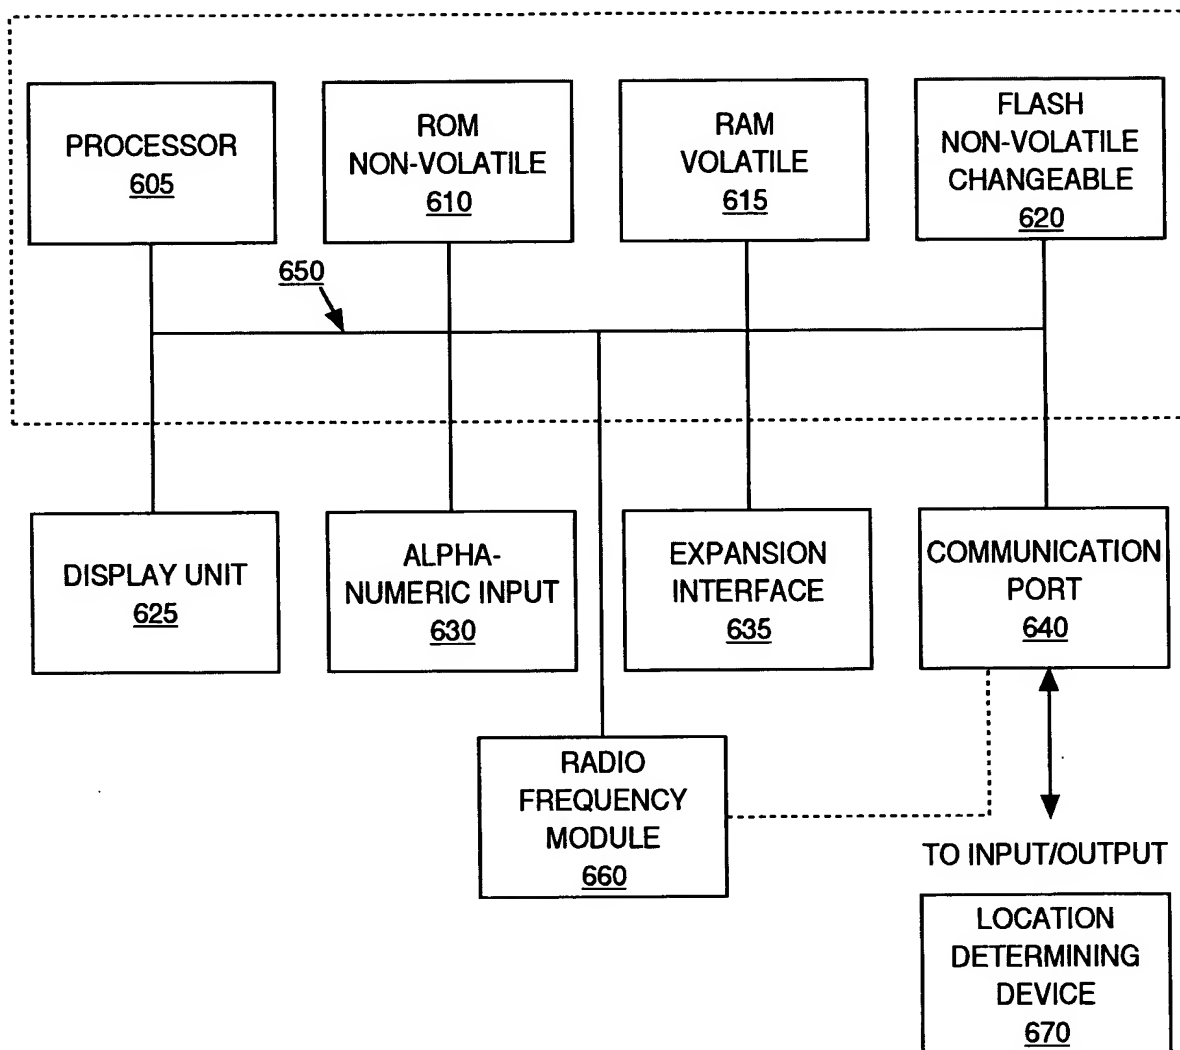 PROCESSOR
605
ROM
NON-VOLATILE
610
RAM
VOLATILE
615
FLASH
NON-VOLATILE
CHANGEABLE
620
650
DISPLAY UNIT
625
ALPHA-
NUMERIC INPUT
630
EXPANSION
INTERFACE
635
COMMUNICATION
PORT
640
RADIO
FREQUENCY
MODULE
660
TO INPUT/OUTPUT
LOCATION
DETERMINING
DEVICE
670